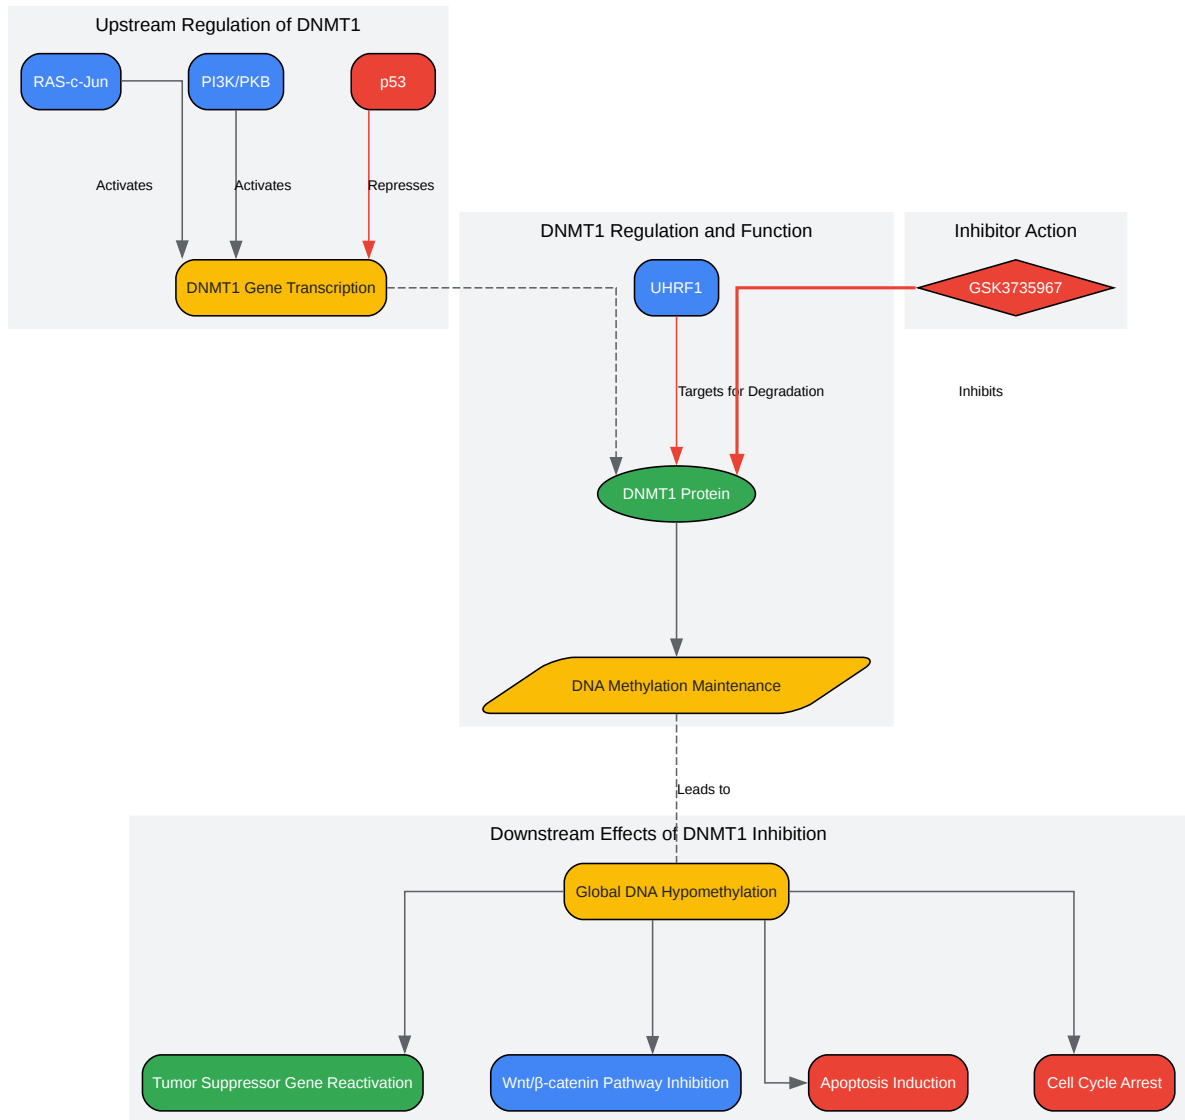 Upstream Regulation of DNMT1
RAS-c-Jun
PI3K/PKB
p53
Activates
Activates
Represses
DNMT1 Gene Transcription
DNMT1 Regulation and Function
UHRF1
Inhibitor Action
GSK3735967
Targets for Degradation
Inhibits
DNMT1 Protein
DNA Methylation Maintenance
Leads to
Downstream Effects of DNMT1 Inhibition
Global DNA Hypomethylation
Tumor Suppressor Gene Reactivation
Wnt/β-catenin Pathway Inhibition
Apoptosis Induction
Cell Cycle Arrest